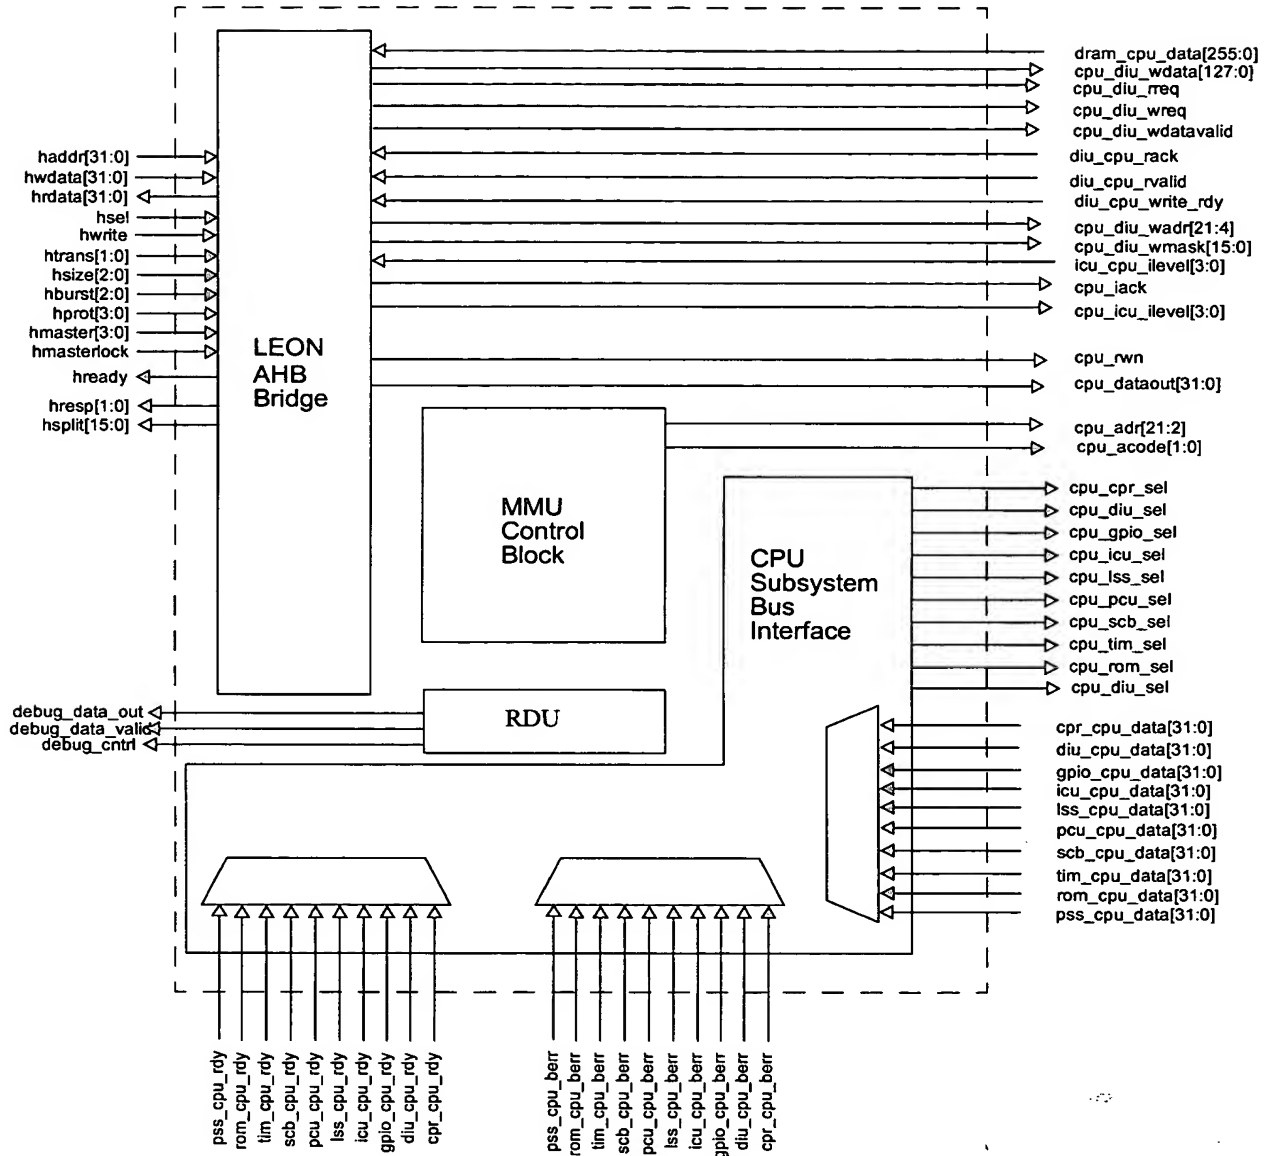 dram_cpu_data[255:0]
cpu_diu_wdata[127:0]
cpu_diu_rreq
cpu_diu_wreq
cpu_diu_wdatavalid
diu_cpu_rack
diu_cpu_rvalid
diu_cpu_write_rdy
cpu_diu_wadr[21:4]
cpu_diu_wmask[15:0]
icu_cpu_ilevel[3:0]
cpu_iack
cpu_icu_ilevel[3:0]
cpu_rwn
cpu_dataout[31:0]
cpu_adr[21:2]
cpu_acode[1:0]
haddr[31:0]
hwdata[31:0]
hrdata[31:0]
hsel
hwrite
htrans[1:0]
hsize[2:0]
hburst[2:0]
hprot[3:0]
hmaster[3:0]
hmasterlock
hready
hresp[1:0]
hsplit[15:0]
LEON
AHB
Bridge
MMU
Control
Block
CPU
Subsystem
Bus
Interface
cpu_cpr_sel
cpu_diu_sel
cpu_gpio_sel
cpu_icu_sel
cpu_lss_sel
cpu_pcu_sel
cpu_scb_sel
cpu_tim_sel
cpu_rom_sel
cpu_diu_sel
debug_data_out
debug_data_valid
debug_cntrl
RDU
cpr_cpu_data[31:0]
diu_cpu_data[31:0]
gpio_cpu_data[31:0]
icu_cpu_data[31:0]
lss_cpu_data[31:0]
pcu_cpu_data[31:0]
scb_cpu_data[31:0]
tim_cpu_data[31:0]
rom_cpu_data[31:0]
pss_cpu_data[31:0]
pss_cpu_rdy
rom_cpu_rdy
tim_cpu_rdy
scb_cpu_rdy
pcu_cpu_rdy
lss_cpu_rdy
icu_cpu_rdy
gpio_cpu_rdy
diu_cpu_rdy
cpr_cpu_rdy
pss_cpu_berr
rom_cpu_berr
tim_cpu_berr
scb_cpu_berr
pcu_cpu_berr
lss_cpu_berr
icu_cpu_berr
gpio_cpu_berr
diu_cpu_berr
cpr_cpu_berr